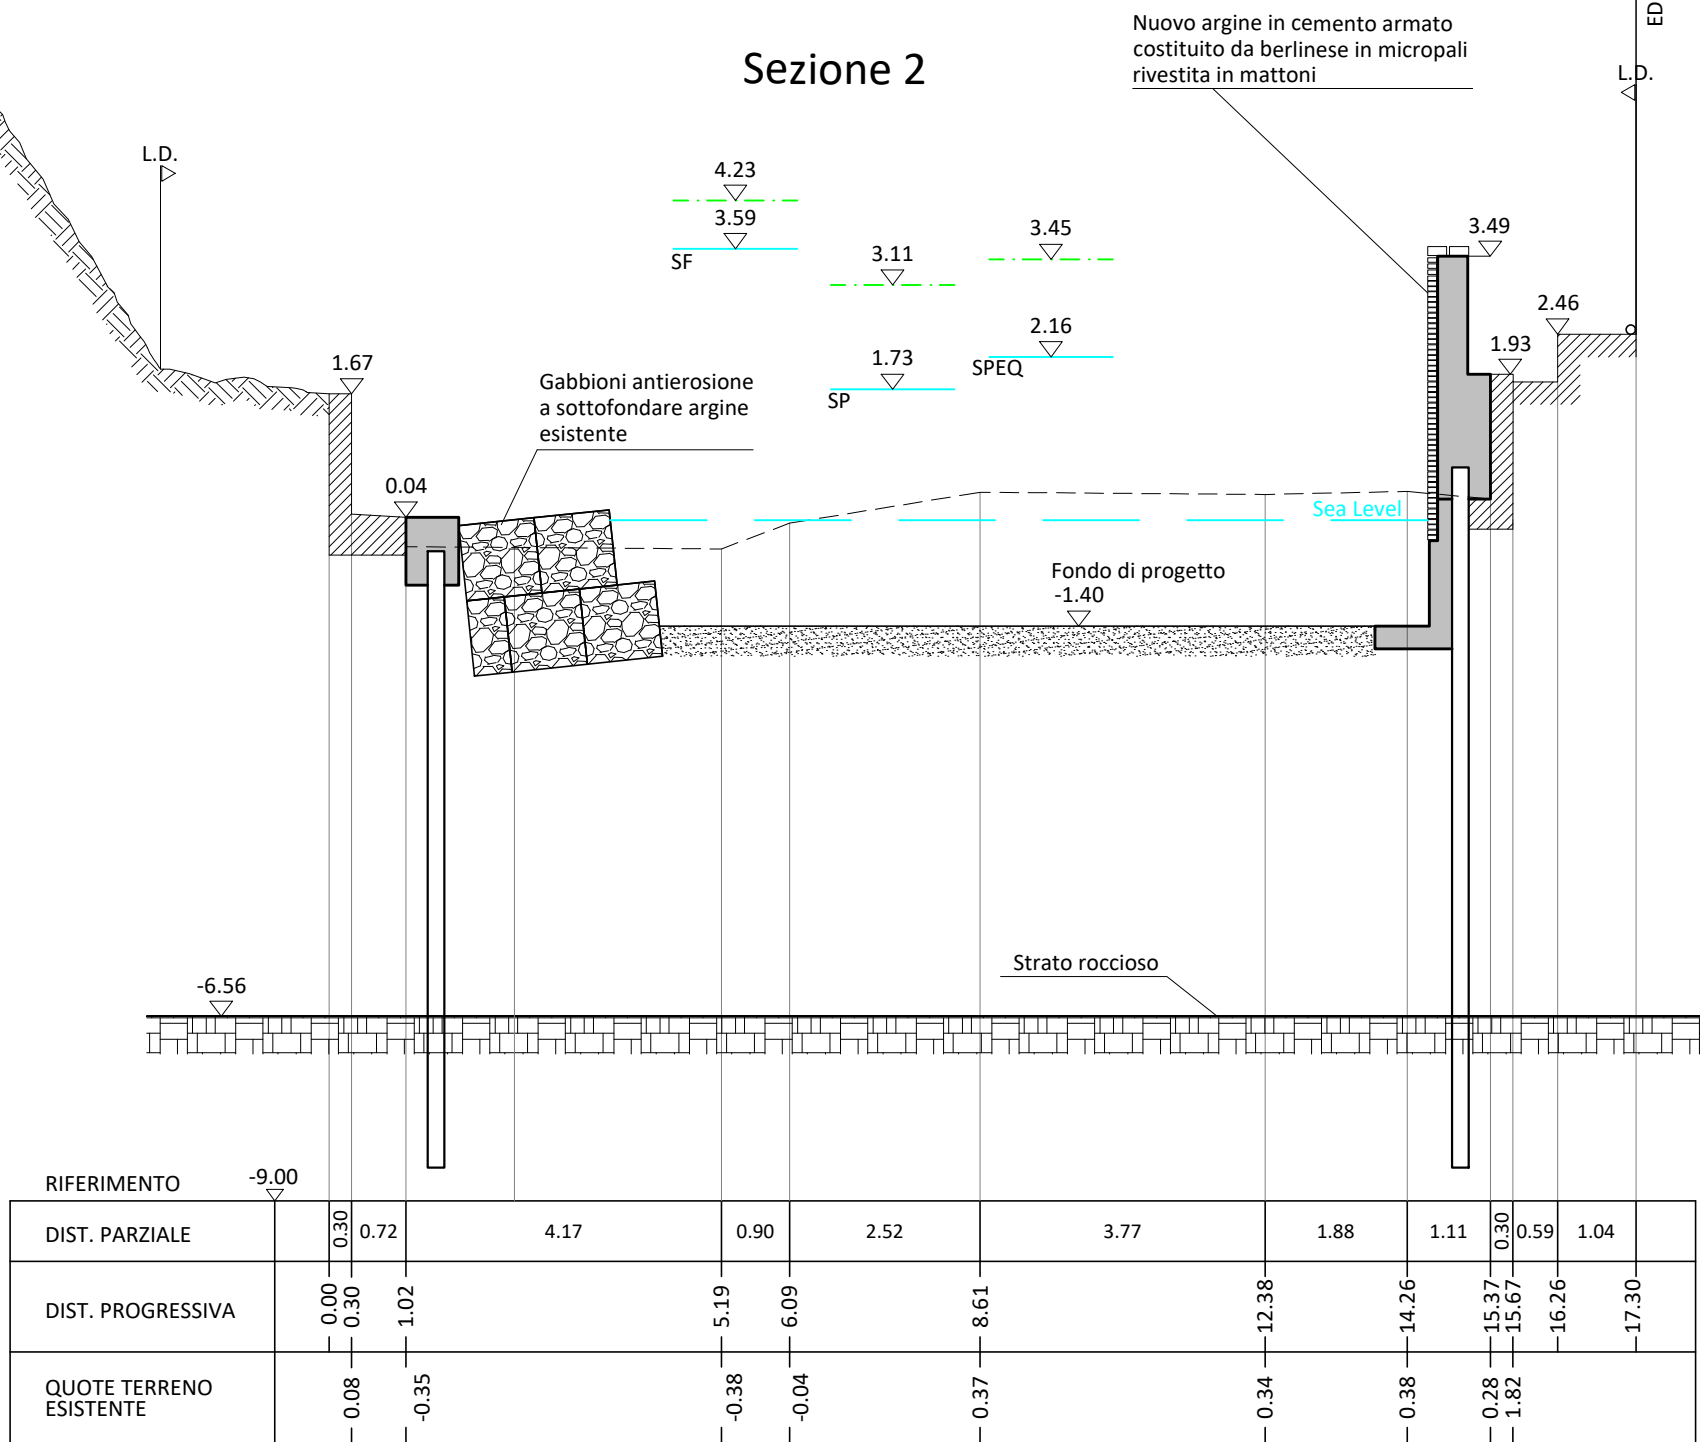 Sezione 2
Nuovo argine in cemento armato
costituito da berlinese in micropali
rivestita in mattoni
ED
L.D.
L.D.
4.23
3.59
SF
3.11
3.45
3.49
2.16
SPEQ
1.73
SP
2.46
1.93
1.67
Gabbioni antierosione
a sottofondare argine
esistente
0.04
Sea Level
Fondo di progetto
-1.40
Strato roccioso
-6.56
RIFERIMENTO
-9.00
DIST. PARZIALE
0.30
0.72
4.17
0.90
2.52
3.77
1.88
1.11
0.30
0.59
1.04
DIST. PROGRESSIVA
0.00
0.30
1.02
5.19
6.09
8.61
12.38
14.26
15.37
15.67
16.26
17.30
QUOTE TERRENO
ESISTENTE
0.08
-0.35
-0.38
-0.04
0.37
0.34
0.38
0.28
1.82